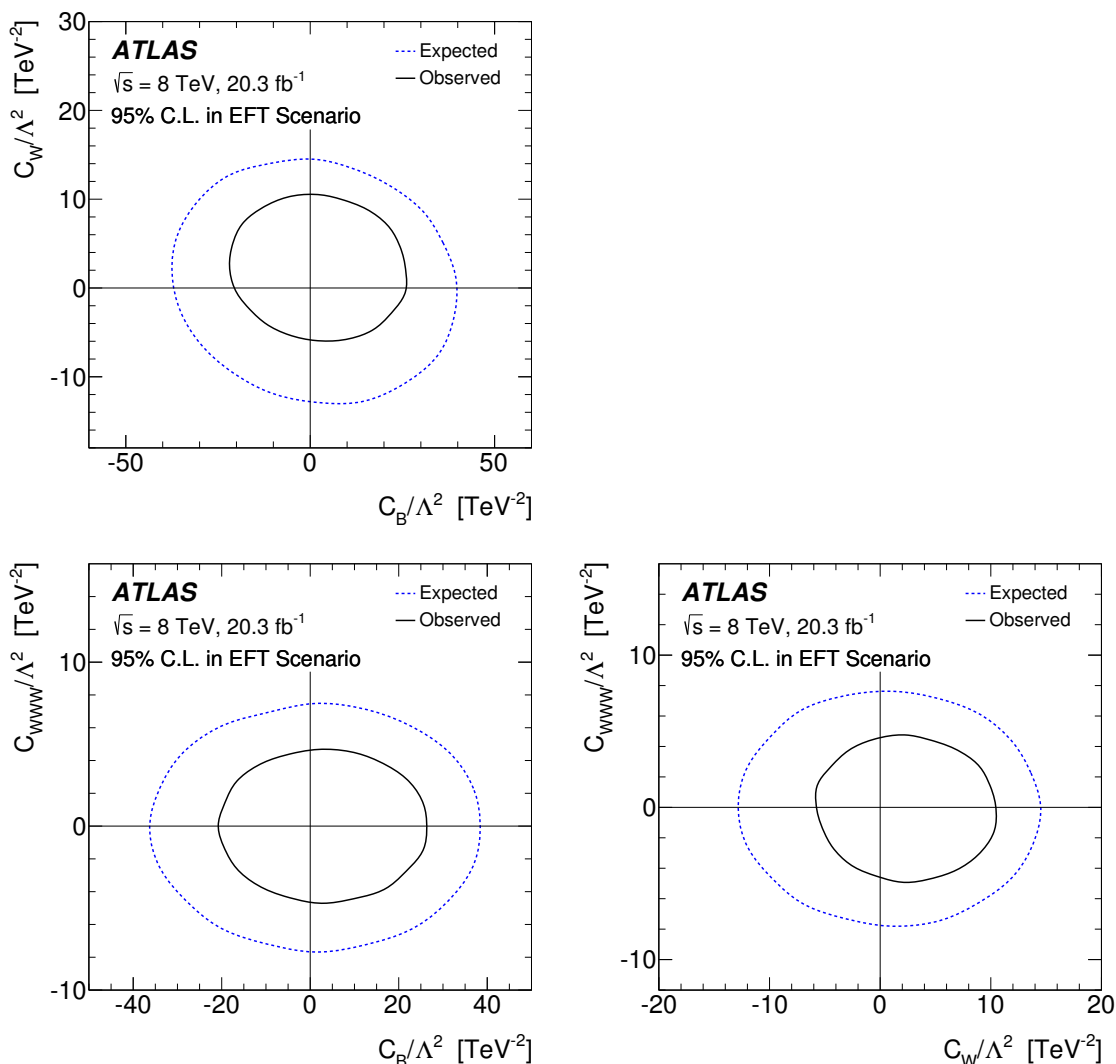 C_W/Λ² [TeV⁻²]
30
20
10
0
-10
ATLAS
√s = 8 TeV, 20.3 fb⁻¹
95% C.L. in EFT Scenario
Expected
Observed
-50 0 50
C_B/Λ² [TeV⁻²]
C_WWW/Λ² [TeV⁻²]
10
0
-10
ATLAS
√s = 8 TeV, 20.3 fb⁻¹
95% C.L. in EFT Scenario
Expected
Observed
-40 -20 0 20 40
C_B/Λ² [TeV⁻²]
C_WWW/Λ² [TeV⁻²]
10
0
-10
ATLAS
√s = 8 TeV, 20.3 fb⁻¹
95% C.L. in EFT Scenario
Expected
Observed
-20 -10 0 10 20
C_W/Λ² [TeV⁻²]